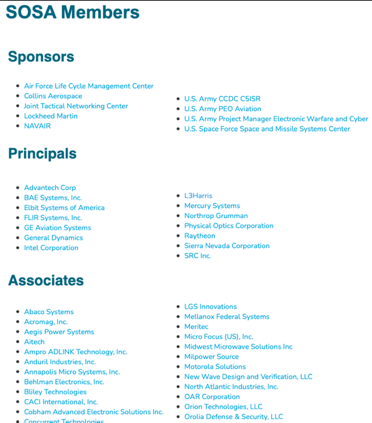 SOSA Members
Sponsors
Air Force Life Cycle Management Center
Collins Aerospace
Joint Tactical Networking Center
Lockheed Martin
NAVAIR
U.S. Army CCDC C5ISR
U.S. Army PEO Aviation
U.S. Army Project Manager Electronic Warfare and Cyber
U.S. Space Force Space and Missile Systems Center
Principals
Advantech Corp
BAE Systems, Inc.
Elbit Systems of America
FLIR Systems, Inc.
GE Aviation Systems
General Dynamics
Intel Corporation
L3Harris
Mercury Systems
Northrop Grumman
Physical Optics Corporation
Raytheon
Sierra Nevada Corporation
SRC Inc.
Associates
Abaco Systems
Acromag, Inc.
Aegis Power Systems
Aitech
Ampro ADLINK Technology, Inc.
Anduril Industries, Inc.
Annapolis Micro Systems, Inc.
Behlman Electronics, Inc.
Bliley Technologies
CACI International, Inc.
Cobham Advanced Electronic Solutions Inc.
Concurrent Technologies
LGS Innovations
Mellanox Federal Systems
Meritec
Micro Focus (US), Inc.
Midwest Microwave Solutions Inc
Milpower Source
Motorola Solutions
New Wave Design and Verification, LLC
North Atlantic Industries, Inc.
OAR Corporation
Orion Technologies, LLC
Orolia Defense & Security, LLC